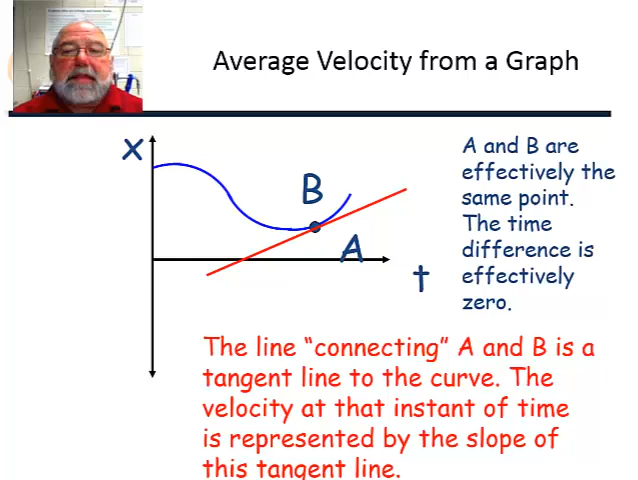 Average Velocity from a Graph
x
B
A
t
A and B are
effectively the
same point.
The time
difference is
effectively
zero.
The line “connecting” A and B is a
tangent line to the curve. The
velocity at that instant of time
is represented by the slope of
this tangent line.